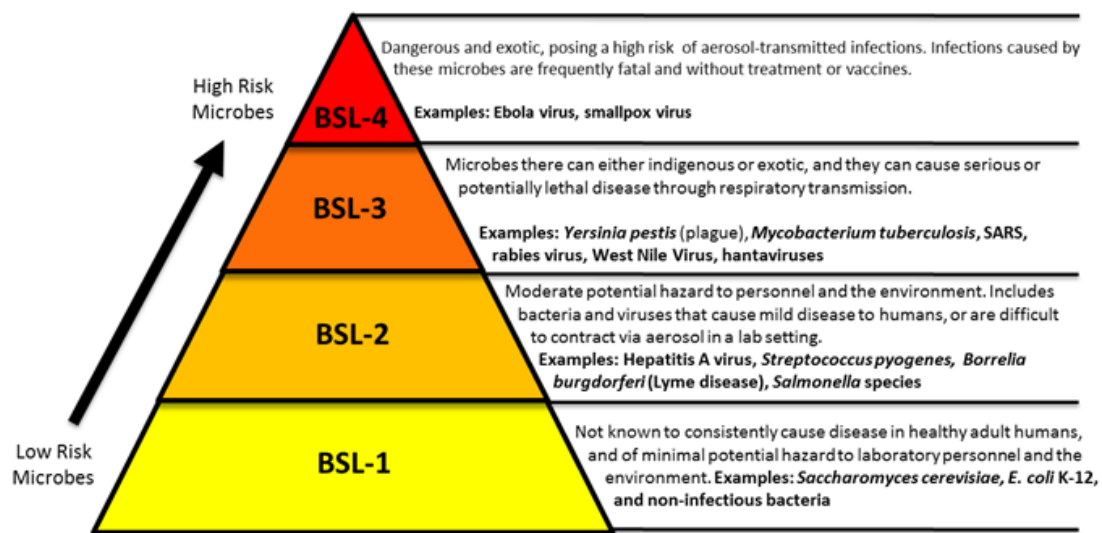 Dangerous and exotic, posing a high risk of aerosol-transmitted infections. Infections caused by
these microbes are frequently fatal and without treatment or vaccines.
High Risk
Microbes
BSL-4
Examples: Ebola virus, smallpox virus
Microbes there can either indigenous or exotic, and they can cause serious or
potentially lethal disease through respiratory transmission.
BSL-3
Examples: Yersinia pestis (plague), Mycobacterium tuberculosis, SARS,
rabies virus, West Nile Virus, hantaviruses
Moderate potential hazard to personnel and the environment. Includes
bacteria and viruses that cause mild disease to humans, or are difficult
to contract via aerosol in a lab setting.
BSL-2
Examples: Hepatitis A virus, Streptococcus pyogenes, Borrelia
burgdorferi (Lyme disease), Salmonella species
Low Risk
Microbes
BSL-1
Not known to consistently cause disease in healthy adult humans,
and of minimal potential hazard to laboratory personnel and the
environment. Examples: Saccharomyces cerevisiae, E. coli K-12,
and non-infectious bacteria